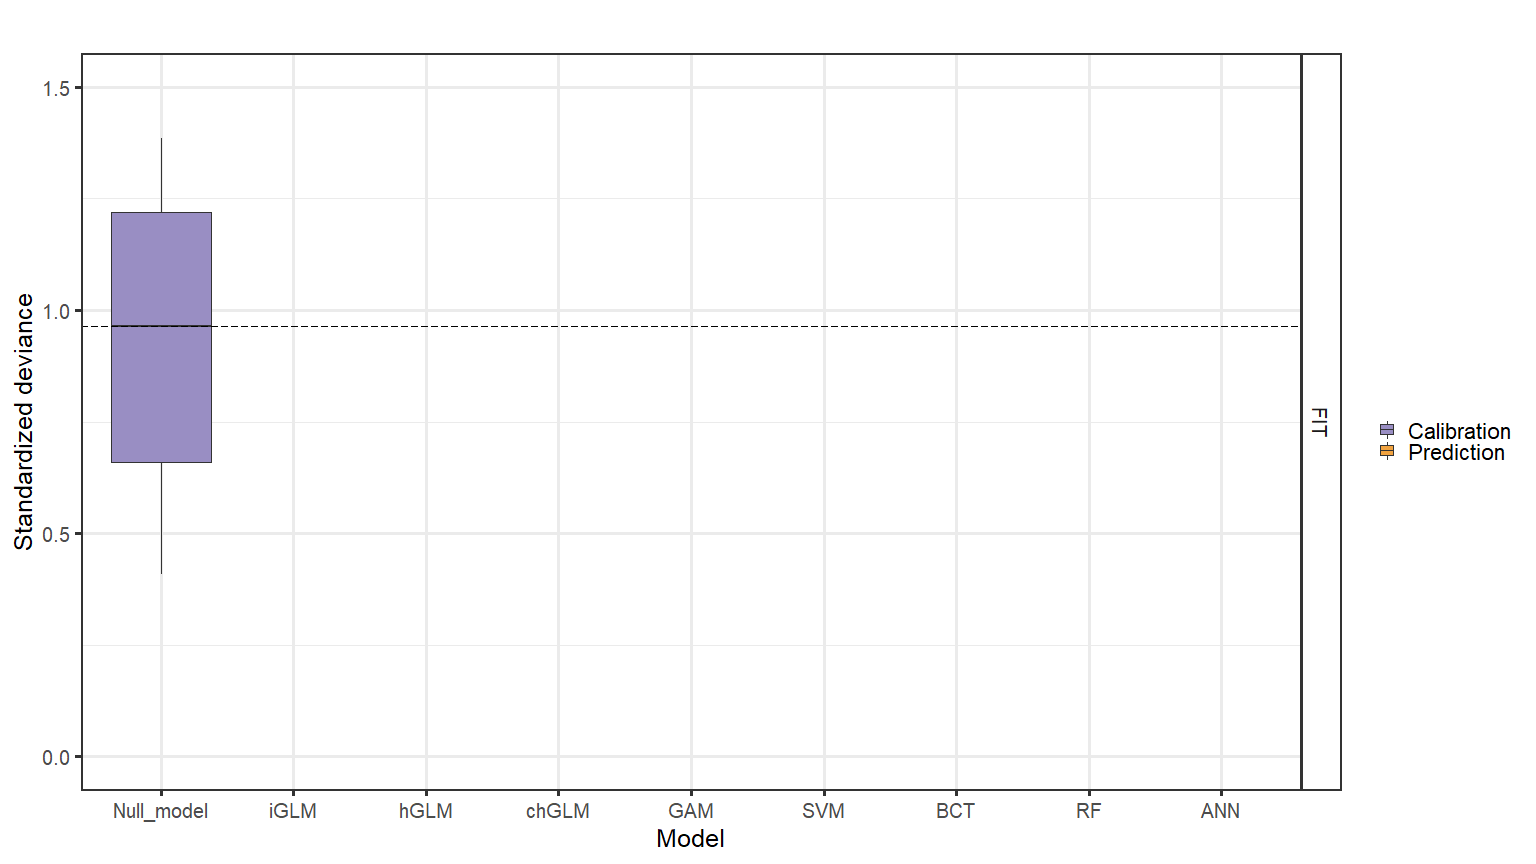 Standardized deviance
1.5
1.0
0.5
0.0
Null_model iGLM hGLM chGLM GAM SVM BCT RF ANN
Model
FIT
Calibration
Prediction